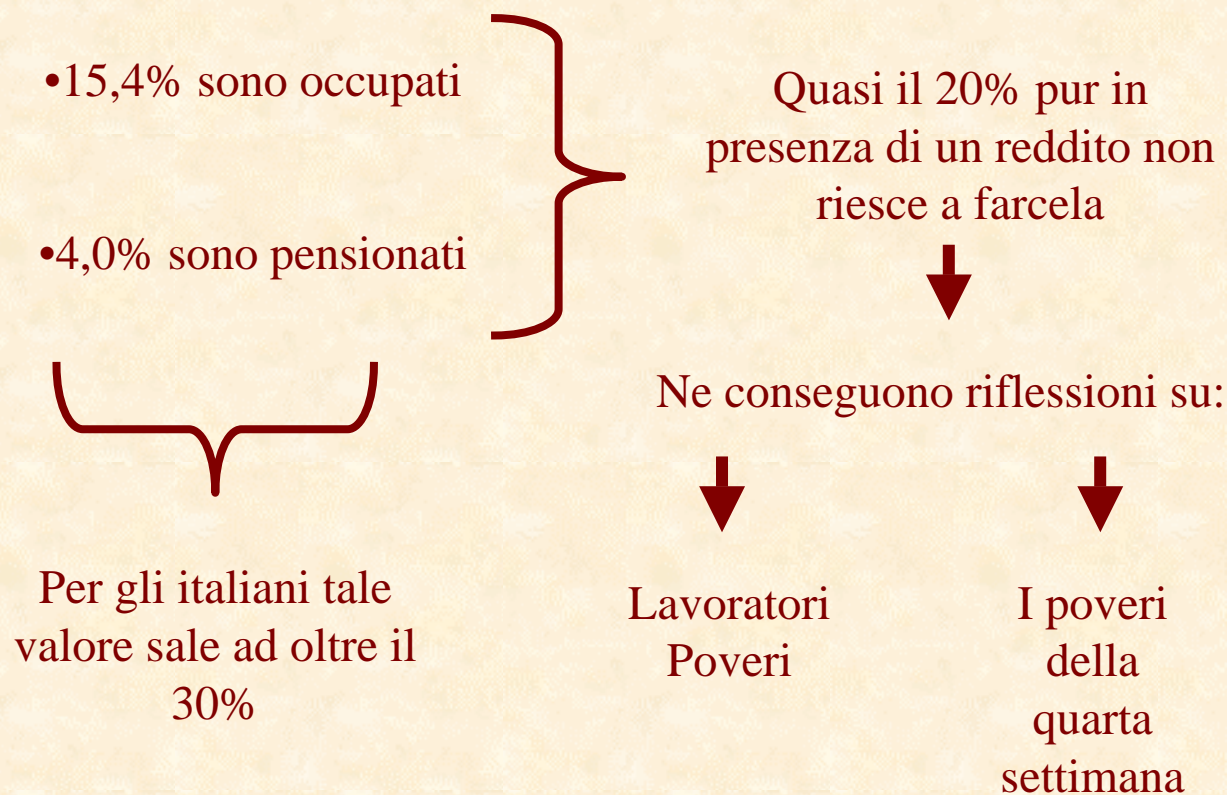 •15,4% sono occupati
•4,0% sono pensionati
Quasi il 20% pur in
presenza di un reddito non
riesce a farcela
Ne conseguono riflessioni su:
Per gli italiani tale
valore sale ad oltre il
30%
Lavoratori
Poveri
I poveri
della
quarta
settimana